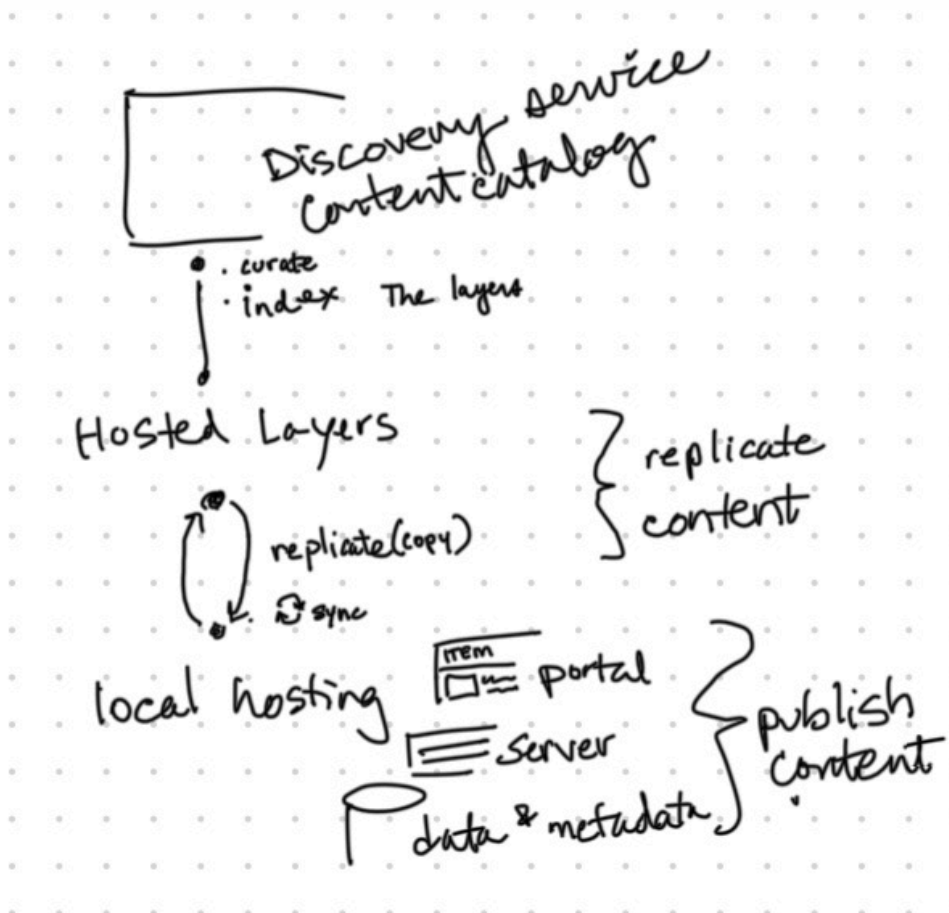 Discovery service
content catalog
. curate
. index The layers
Hosted Layers
replicate
content
replicate(copy)
sync
local hosting
ITEM
portal
server
data & metadata
publish
content